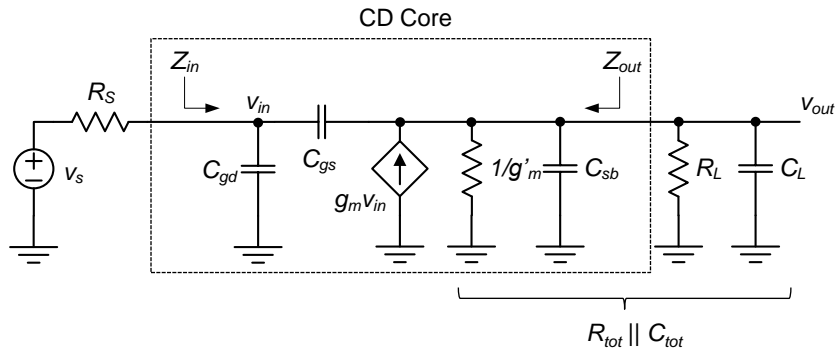 CD Core
Z_in
Z_out
R_S
v_in
v_out
v_s
C_gd
C_gs
g_m v_in
1/g'_m
C_sb
R_L
C_L
R_tot || C_tot